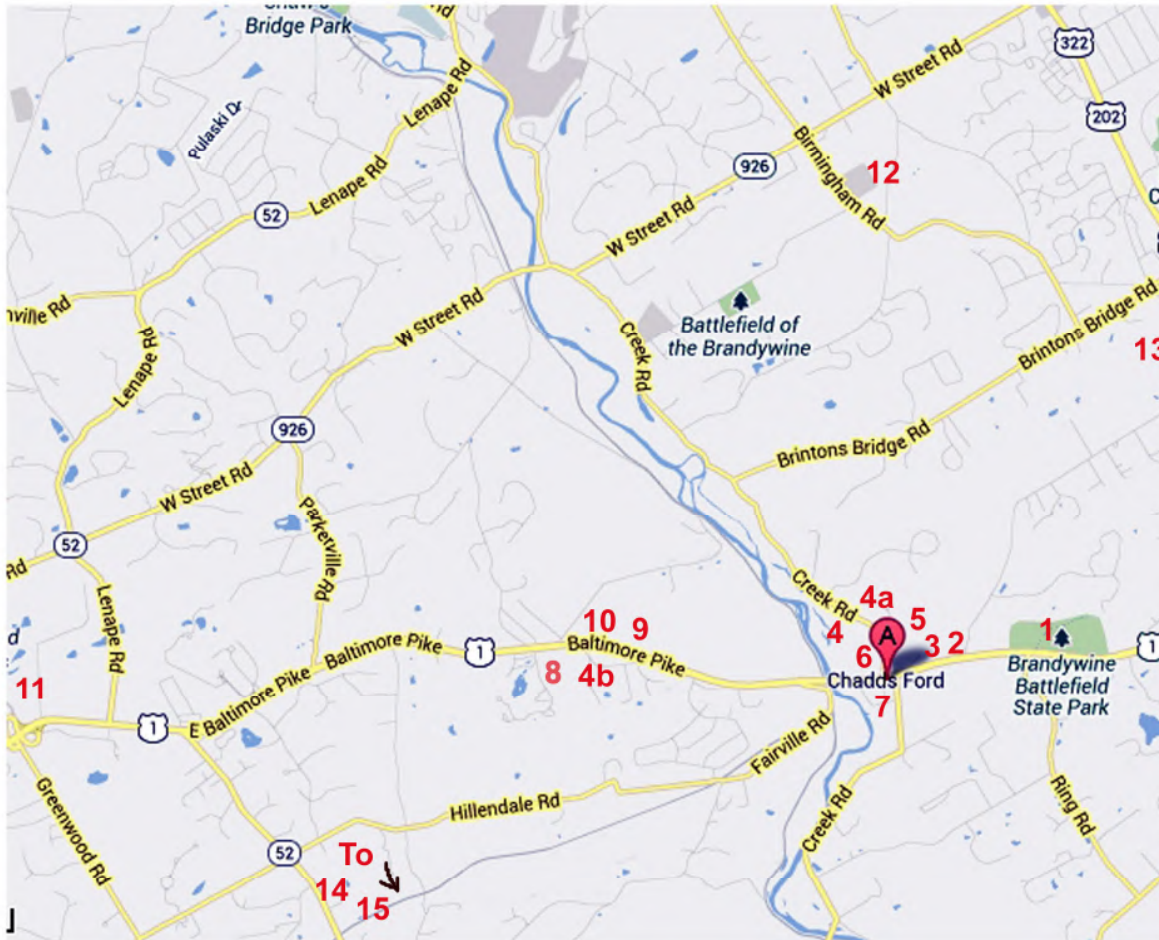 Bridge Park
322
W Street Rd
202
Lenape Rd
Pulaski Dr
Birmingham Rd
926
12
Lenape Rd
52
W Street Rd
nville Rd
W Street Rd
Battlefield of
the Brandywine
Creek Rd
Brintons Bridge Rd
13
Lenape Rd
926
Brintons Bridge Rd
W Street Rd
Parkerville Rd
52
Rd
Lenape Rd
Creek Rd
4a
5
10
9
4
A
1
d
Baltimore Pike
1
Baltimore Pike
6
3
2
1
8
4b
Chadds Ford
Brandywine
Battlefield
State Park
11
E Baltimore Pike
1
7
Fairville Rd
Greenwood Rd
Hillendale Rd
Creek Rd
Ring Rd
52
To
14
15